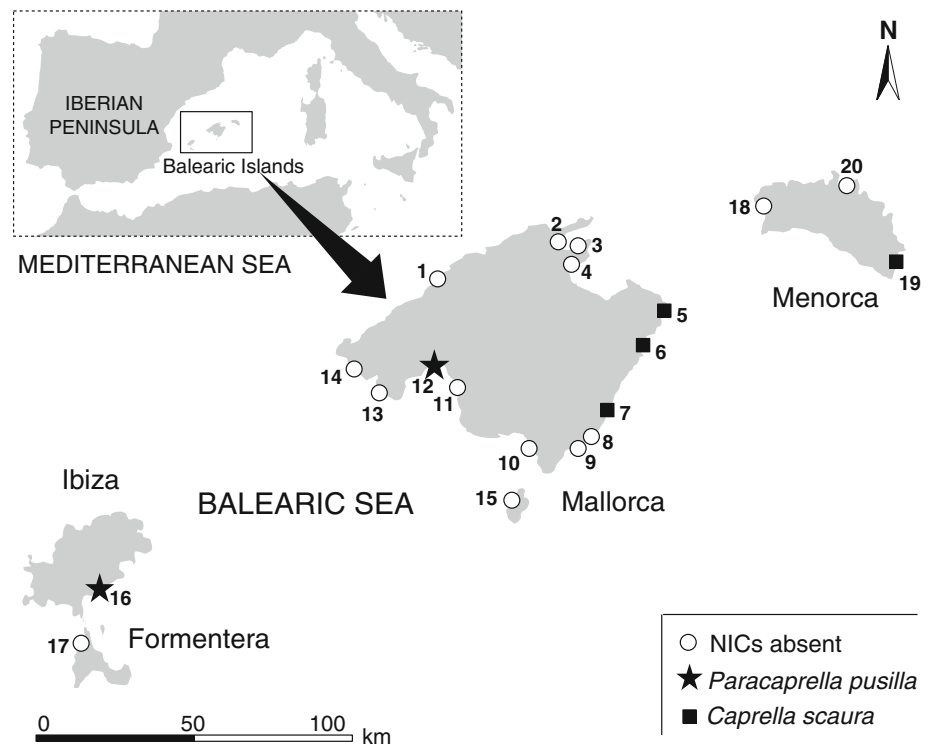 IBERIAN
PENINSULA
Balearic Islands
N
MEDITERRANEAN SEA
1
2
3
4
5
6
7
8
9
10
11
12
13
14
15
Mallorca
18
19
20
Menorca
BALEARIC SEA
Ibiza
16
17
Formentera
NICs absent
Paracaprella pusilla
Caprella scaura
0 50 100 km